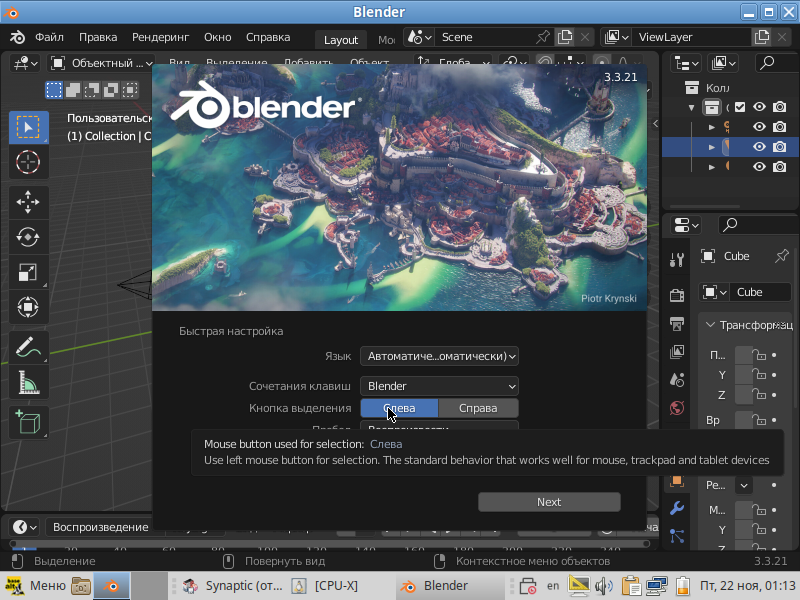 Blender
Файл Правка Рендеринг Окно Справка Layout Мо Scene ViewLayer
Объектный ... Вид Выделение Добавить Объект Глоба...
3.3.21
blender
Колл
Пользовательск
(1) Collection | C
Piotr Krynski
Cube
Cube
Трансформац
П...
Y
Z
Вр
Быстрая настройка
Язык Автоматиче...оматически)
Сочетания клавиш Blender
Кнопка выделения Слева Справа
Mouse button used for selection: Слева
Use left mouse button for selection. The standard behavior that works well for mouse, trackpad and tablet devices
Ре...
М...
Y
Z
Next
Воспроизведение
Выделение Повернуть вид Контекстное меню объектов 3.3.21
Меню Synaptic (от... [CPU-X] Blender en Пт, 22 ноя, 01:13